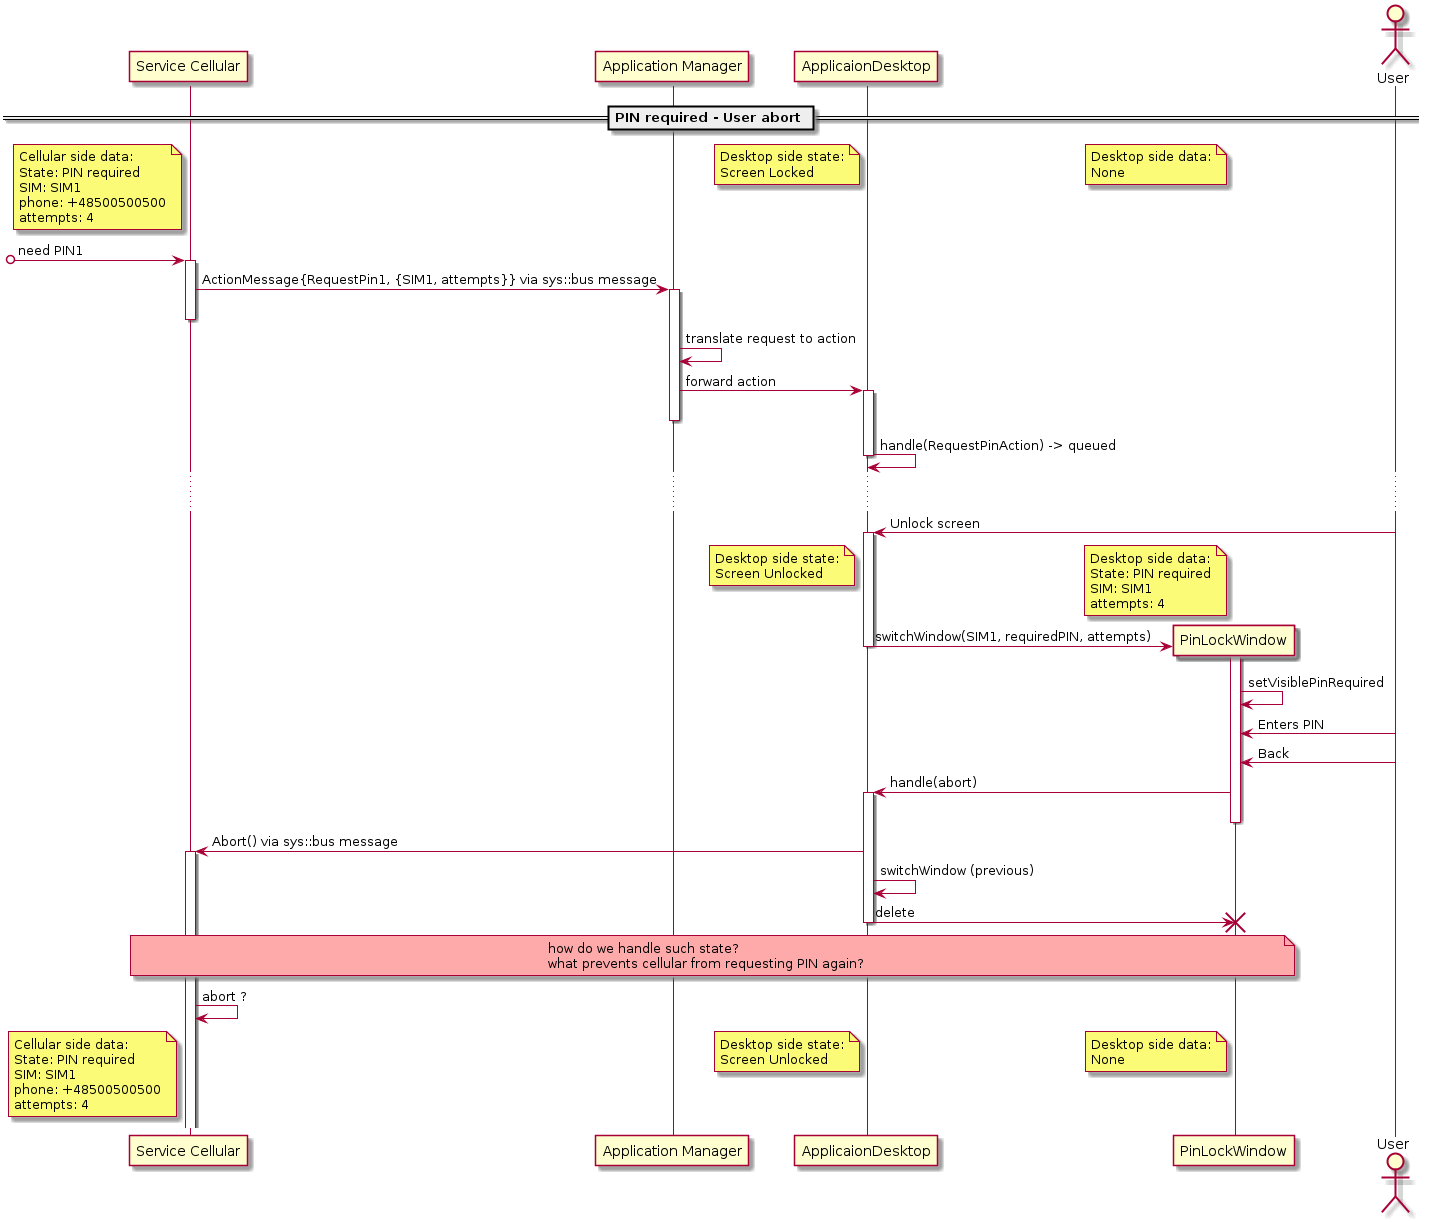 User
Service Cellular
Application Manager
ApplicaionDesktop
PIN required - User abort
Cellular side data:
State: PIN required
SIM: SIM1
phone: +48500500500
attempts: 4
Desktop side state:
Screen Locked
Desktop side data:
None
need PIN1
ActionMessage{RequestPin1, {SIM1, attempts}} via sys::bus message
translate request to action
forward action
handle(RequestPinAction) -> queued
Unlock screen
Desktop side state:
Screen Unlocked
Desktop side data:
State: PIN required
SIM: SIM1
attempts: 4
switchWindow(SIM1, requiredPIN, attempts)
PinLockWindow
setVisiblePinRequired
Enters PIN
Back
handle(abort)
Abort() via sys::bus message
switchWindow (previous)
delete
how do we handle such state?
what prevents cellular from requesting PIN again?
abort ?
Cellular side data:
State: PIN required
SIM: SIM1
phone: +48500500500
attempts: 4
Desktop side state:
Screen Unlocked
Desktop side data:
None
Service Cellular
Application Manager
ApplicaionDesktop
PinLockWindow
User